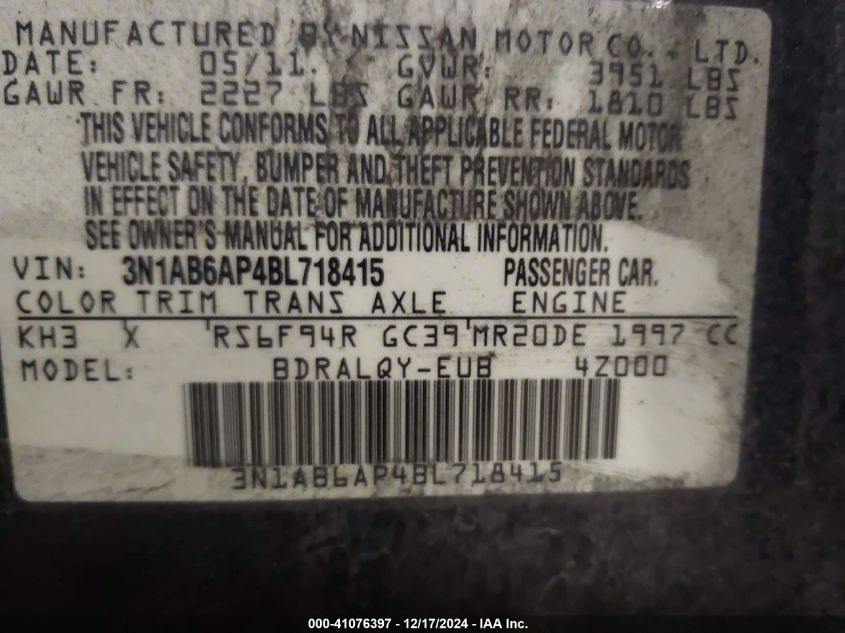 MANUFACTURED BY NISSAN MOTOR CO., LTD.
DATE: 05/11. GVWR: 3951 LBS
GAWR FR: 2227 LBS GAWR RR: 1810 LBS
THIS VEHICLE CONFORMS TO ALL APPLICABLE FEDERAL MOTOR
VEHICLE SAFETY, BUMPER AND THEFT PREVENTION STANDARDS
IN EFFECT ON THE DATE OF MANUFACTURE SHOWN ABOVE.
SEE OWNER'S MANUAL FOR ADDITIONAL INFORMATION.
VIN: 3N1AB6AP4BL718415 PASSENGER CAR.
COLOR TRIM TRANS AXLE ENGINE
KH3 X RS6F94R GC39 MR20DE 1997 CC
MODEL: BDRALQY-EUB 4Z000
3N1AB6AP4BL718415
000-41076397 - 12/17/2024 - IAA Inc.